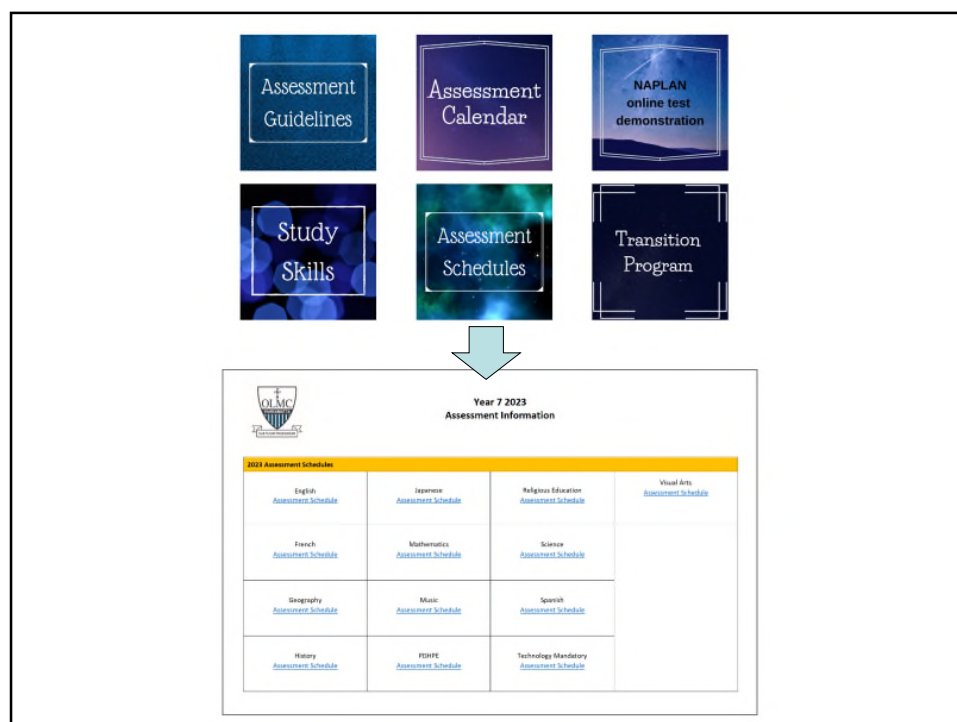 Assessment
Guidelines
Assessment
Calendar
NAPLAN
online test
demonstration
Study
Skills
Assessment
Schedules
Transition
Program
OLMC
Year 7 2023
Assessment Information
2023 Assessment Schedules
English
Assessment Schedule
Japanese
Assessment Schedule
Religious Education
Assessment Schedule
Visual Arts
Assessment Schedule
French
Assessment Schedule
Mathematics
Assessment Schedule
Science
Assessment Schedule
Geography
Assessment Schedule
Music
Assessment Schedule
Spanish
Assessment Schedule
History
Assessment Schedule
PDHPE
Assessment Schedule
Technology Mandatory
Assessment Schedule